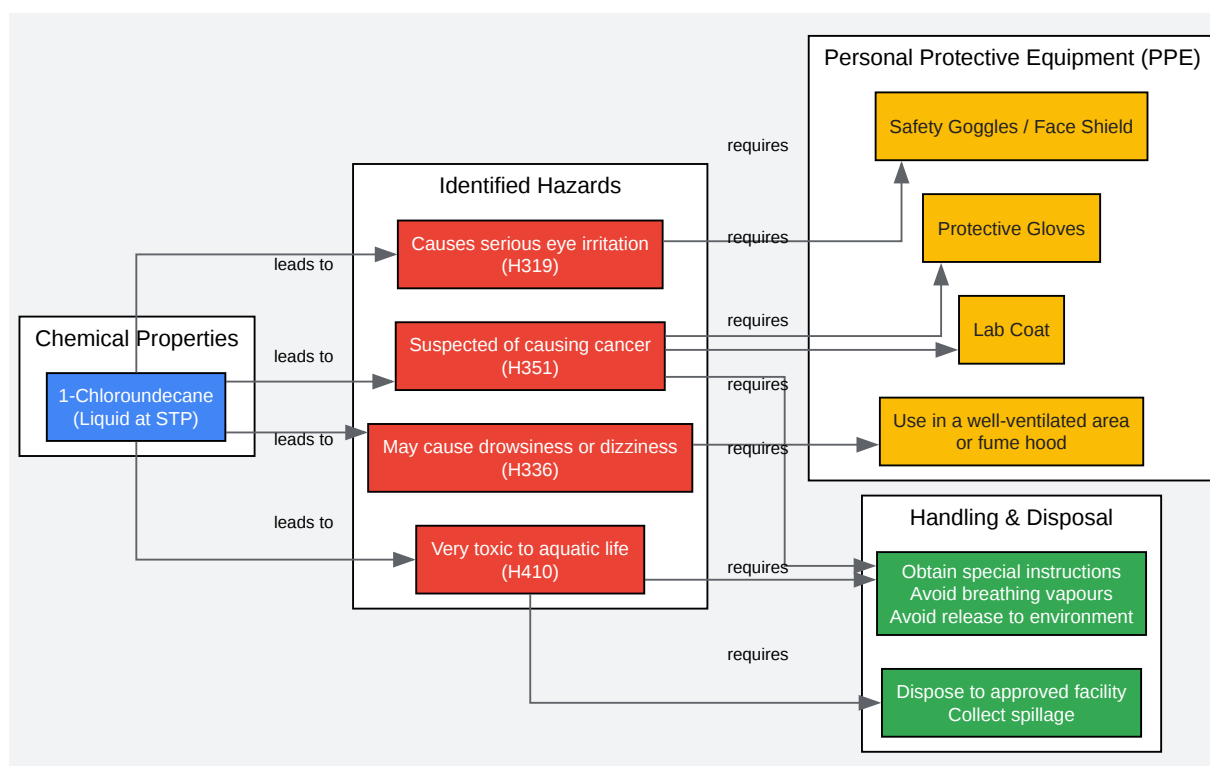 Personal Protective Equipment (PPE)
Safety Goggles / Face Shield
requires
Identified Hazards
Protective Gloves
Causes serious eye irritation
(H319)
requires
leads to
Lab Coat
requires
Chemical Properties
Suspected of causing cancer
(H351)
leads to
1-Chloroundecane
(Liquid at STP)
requires
Use in a well-ventilated area
or fume hood
leads to
May cause drowsiness or dizziness
(H336)
requires
Handling & Disposal
leads to
Very toxic to aquatic life
(H410)
requires
Obtain special instructions
Avoid breathing vapours
Avoid release to environment
requires
Dispose to approved facility
Collect spillage